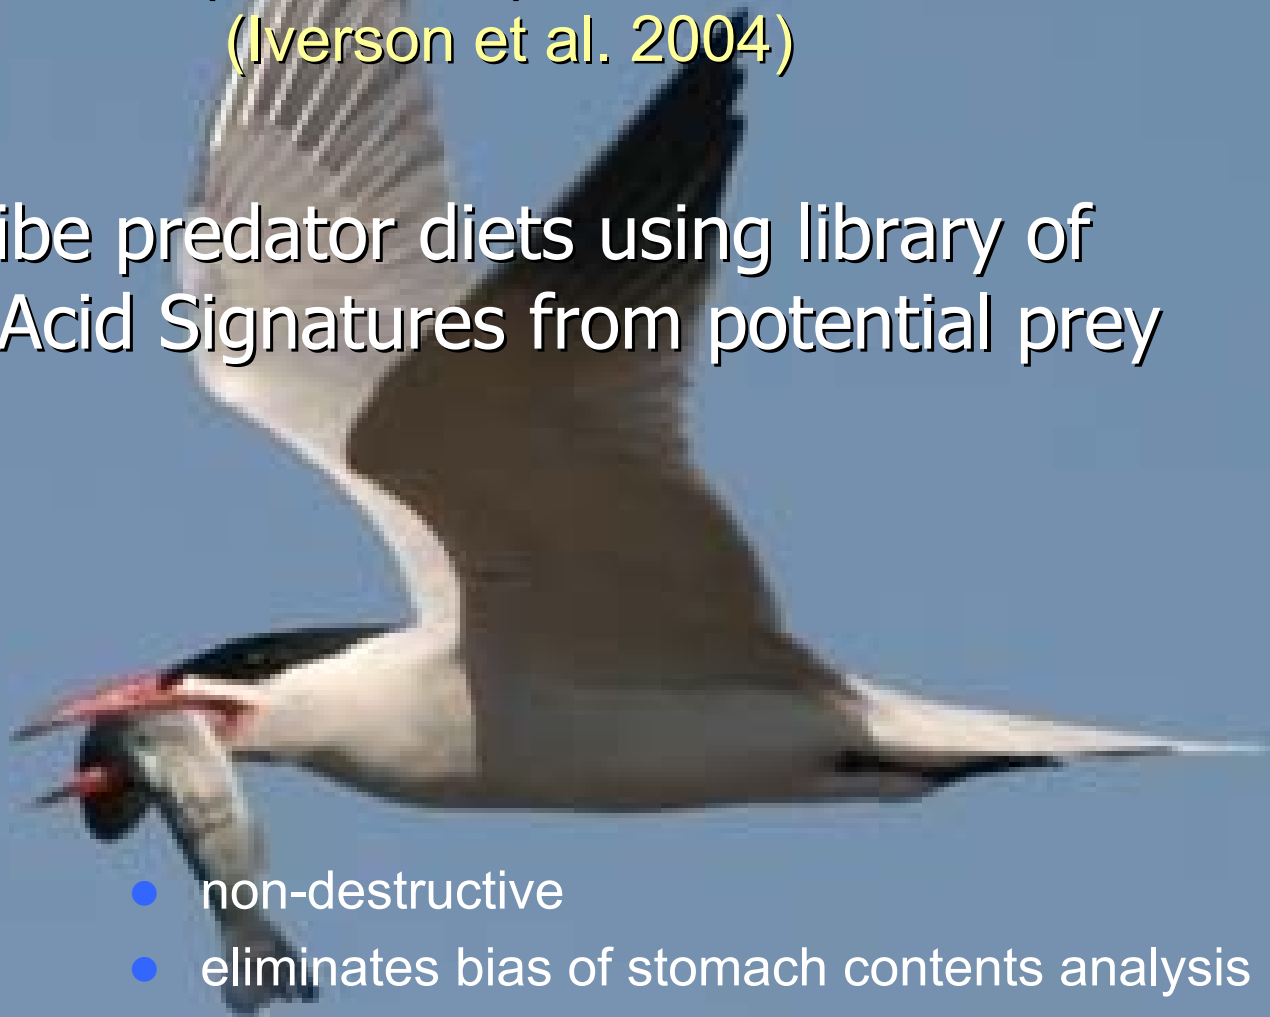 (Iverson et al. 2004)
ibe predator diets using library of
Acid Signatures from potential prey
non-destructive
eliminates bias of stomach contents analysis